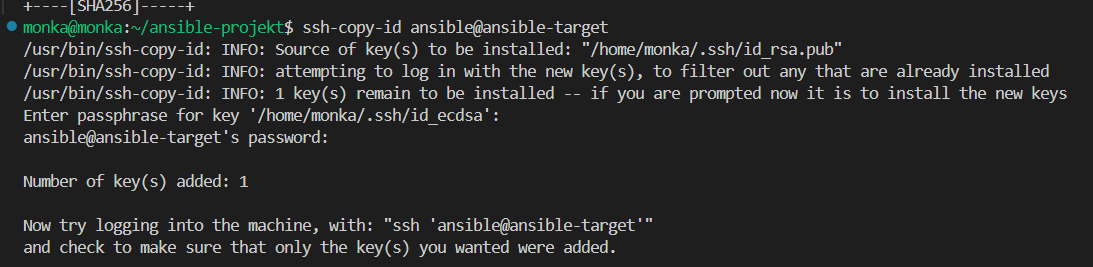 +----[SHA256]-----+
monka@monka:~/ansible-projekt$ ssh-copy-id ansible@ansible-target
/usr/bin/ssh-copy-id: INFO: Source of key(s) to be installed: "/home/monka/.ssh/id_rsa.pub"
/usr/bin/ssh-copy-id: INFO: attempting to log in with the new key(s), to filter out any that are already installed
/usr/bin/ssh-copy-id: INFO: 1 key(s) remain to be installed -- if you are prompted now it is to install the new keys
Enter passphrase for key '/home/monka/.ssh/id_ecdsa':
ansible@ansible-target's password:

Number of key(s) added: 1

Now try logging into the machine, with: "ssh 'ansible@ansible-target'"
and check to make sure that only the key(s) you wanted were added.